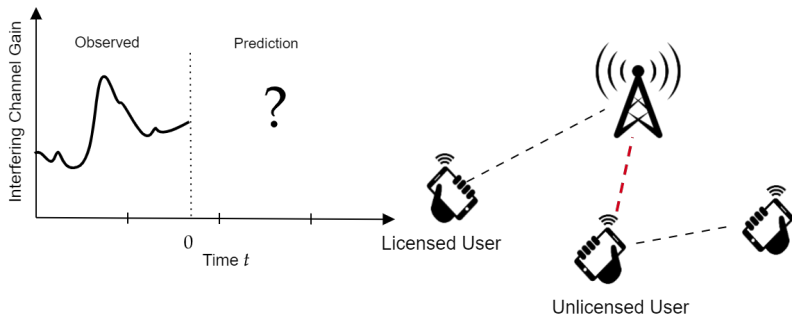 Interfering Channel Gain
Observed
Prediction
?
0
Time t
Licensed User
Unlicensed User